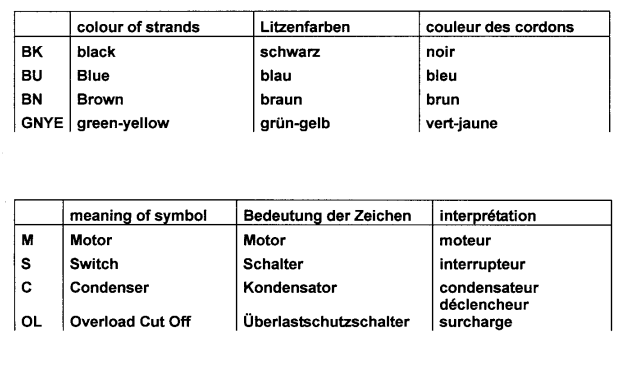 colour of strands Litzenfarben couleur des cordons
BK black schwarz noir
BU Blue blau bleu
BN Brown braun brun
GNYE green-yellow grün-gelb vert-jaune
meaning of symbol Bedeutung der Zeichen interprétation
M Motor Motor moteur
S Switch Schalter interrupteur
C Condenser Kondensator condensateur
déclencheur
OL Overload Cut Off Überlastschutzschalter surcharge